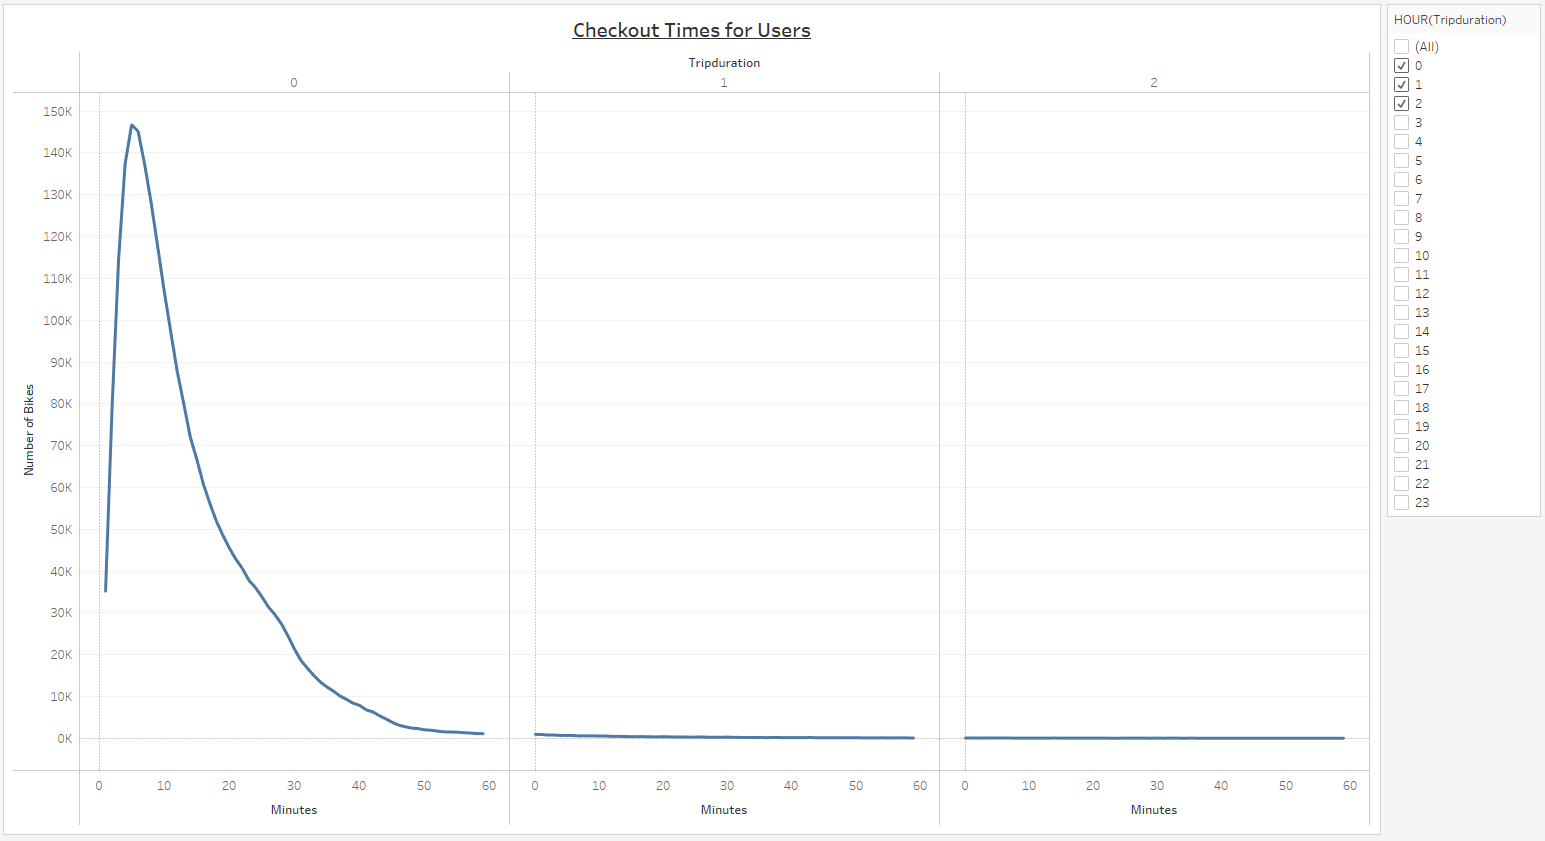 Checkout Times for Users
Tripduration
0 1 2
150K
140K
130K
120K
110K
100K
90K
80K
70K
60K
50K
40K
30K
20K
10K
0K
Number of Bikes
0 10 20 30 40 50 60 0 10 20 30 40 50 60 0 10 20 30 40 50 60
Minutes Minutes Minutes
HOUR(Tripduration)
(All)
0
1
2
3
4
5
6
7
8
9
10
11
12
13
14
15
16
17
18
19
20
21
22
23